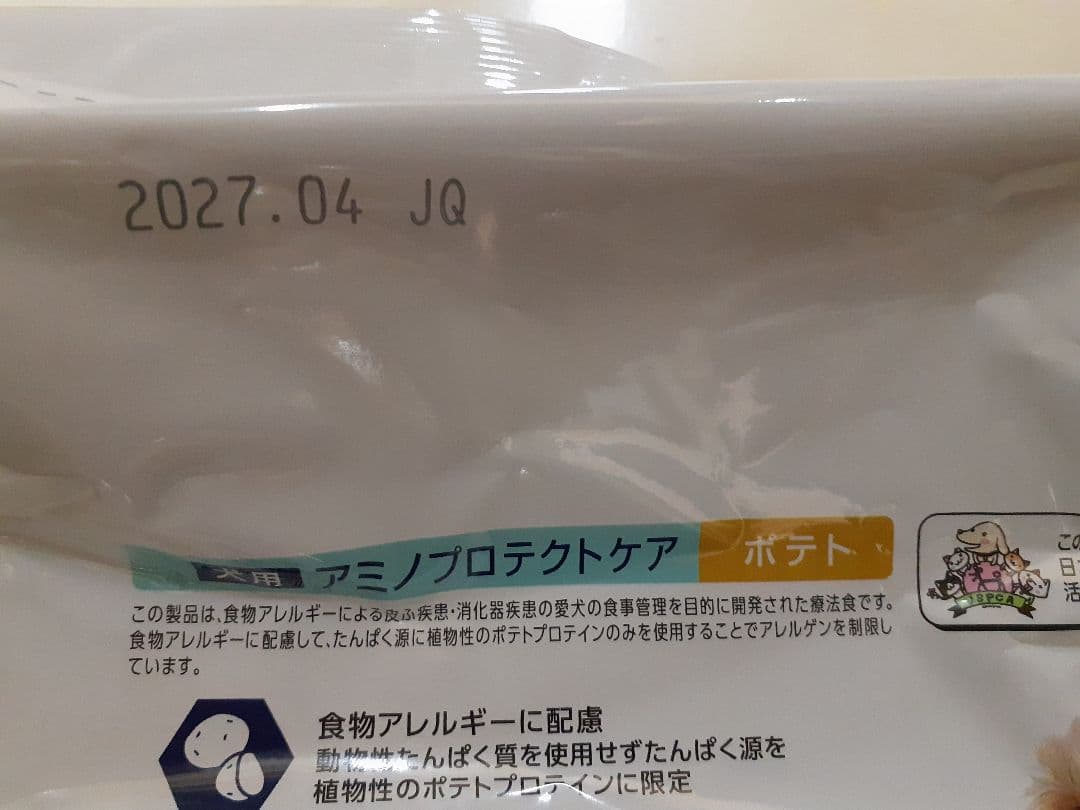 2027.04 JQ
犬用 アミノプロテクトケア ポテト
この製品は、食物アレルギーによる皮ふ疾患・消化器疾患の愛犬の食事管理を目的に開発された療法食です。
食物アレルギーに配慮して、たんぱく源に植物性のポテトプロテインのみを使用することでアレルゲンを制限し
ています。
この
日
活
JSPCA
食物アレルギーに配慮
動物性たんぱく質を使用せずたんぱく源を
植物性のポテトプロテインに限定